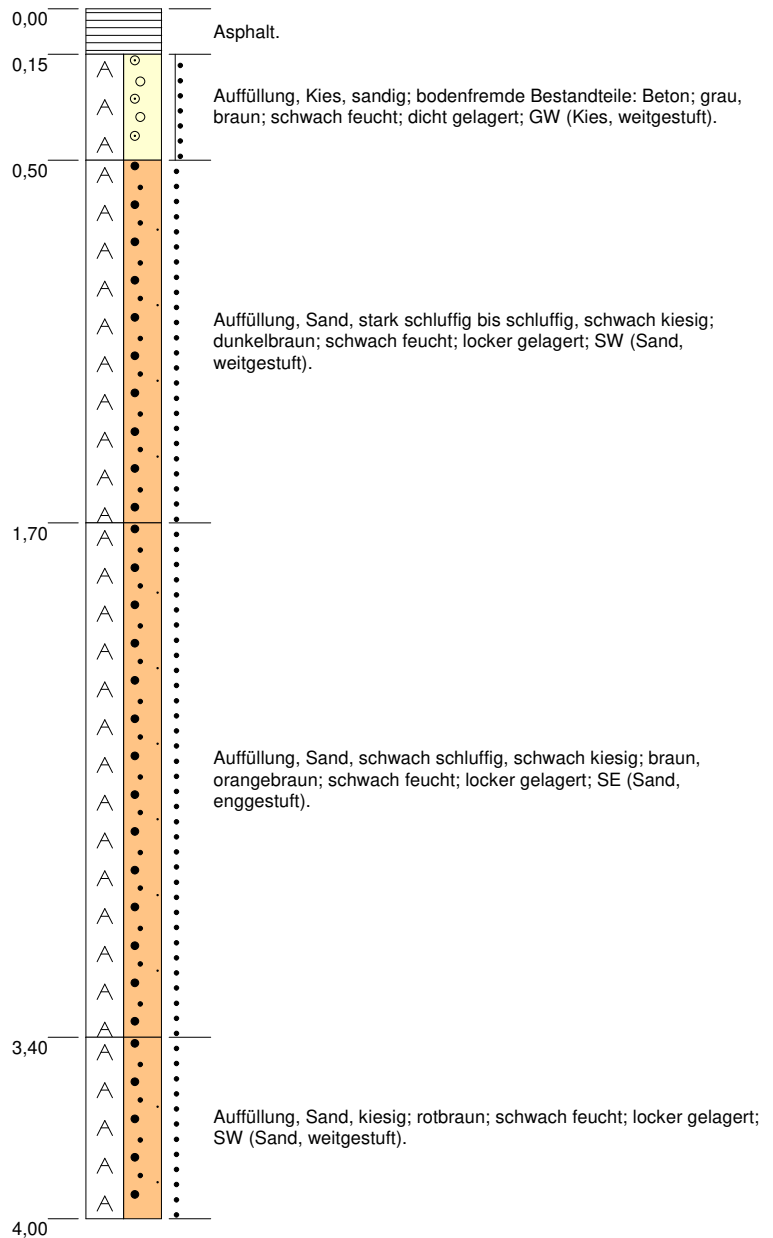 0,00
Asphalt.
0,15
Auffüllung, Kies, sandig; bodenfremde Bestandteile: Beton; grau,
braun; schwach feucht; dicht gelagert; GW (Kies, weitgestuft).
0,50
Auffüllung, Sand, stark schluffig bis schluffig, schwach kiesig;
dunkelbraun; schwach feucht; locker gelagert; SW (Sand,
weitgestuft).
1,70
Auffüllung, Sand, schwach schluffig, schwach kiesig; braun,
orangebraun; schwach feucht; locker gelagert; SE (Sand,
enggestuft).
3,40
Auffüllung, Sand, kiesig; rotbraun; schwach feucht; locker gelagert;
SW (Sand, weitgestuft).
4,00